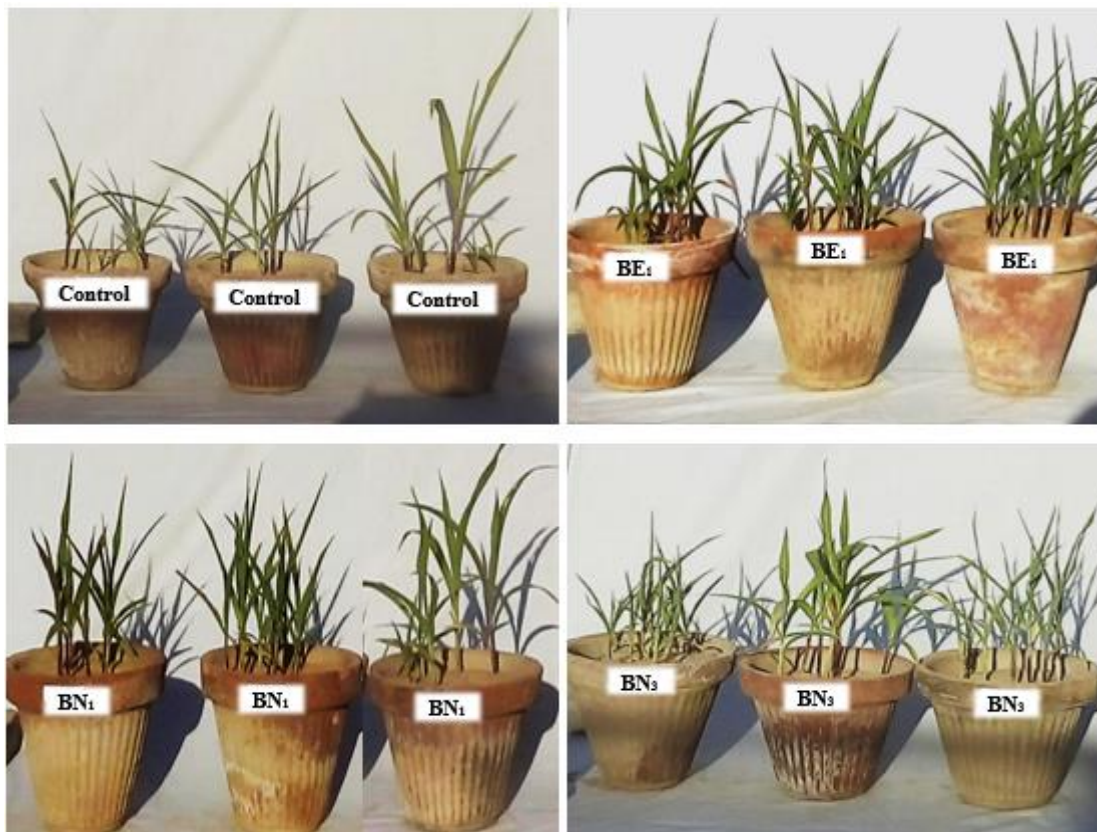 Control
Control
Control
BE₁
BE₁
BE₁
BN₁
BN₁
BN₁
BN₃
BN₃
BN₃